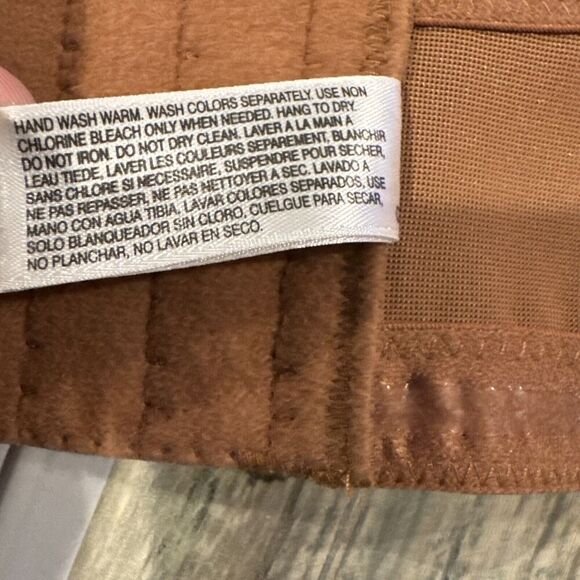 HAND WASH WARM. WASH COLORS SEPARATELY. USE NON
CHLORINE BLEACH ONLY WHEN NEEDED. HANG TO DRY.
DO NOT IRON. DO NOT DRY CLEAN. LAVER A LA MAIN A
L'EAU TIEDE, LAVER LES COULEURS SEPAREMENT, BLANCHIR
SANS CHLORE SI NECESSAIRE, SUSPENDRE POUR SECHER,
NE PAS REPASSER, NE PAS NETTOYER A SEC. LAVADO A
MANO CON AGUA TIBIA, LAVAR COLORES SEPARADOS, USE
SOLO BLANQUEADOR SIN CLORO, CUELGUE PARA SECAR,
NO PLANCHAR, NO LAVAR EN SECO.